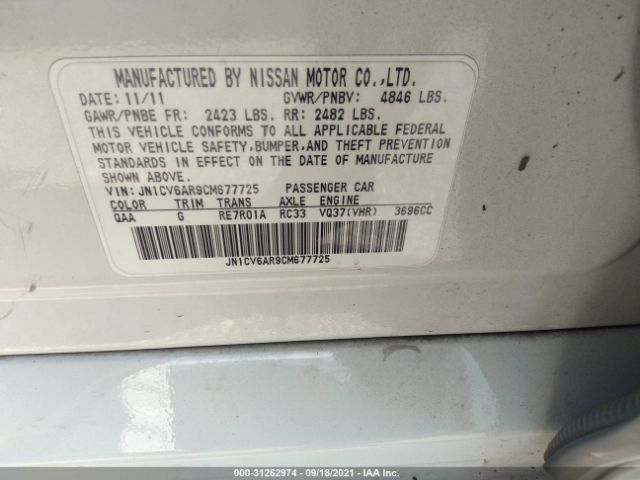 MANUFACTURED BY NISSAN MOTOR CO.,LTD.
DATE: 11/11 GVWR/PNBV: 4846 LBS.
GAWR/PNBE FR: 2423 LBS. RR: 2482 LBS.
THIS VEHICLE CONFORMS TO ALL APPLICABLE FEDERAL
MOTOR VEHICLE SAFETY,BUMPER,AND THEFT PREVENTION
STANDARDS IN EFFECT ON THE DATE OF MANUFACTURE
SHOWN ABOVE.
VIN: JN1CV6AR9CM677725 PASSENGER CAR
COLOR TRIM TRANS AXLE ENGINE
QAA G RE7R01A RC33 VQ37(VHR) 3696CC
JN1CV6AR9CM677725
000-31262974 - 09/18/2021 - IAA Inc.